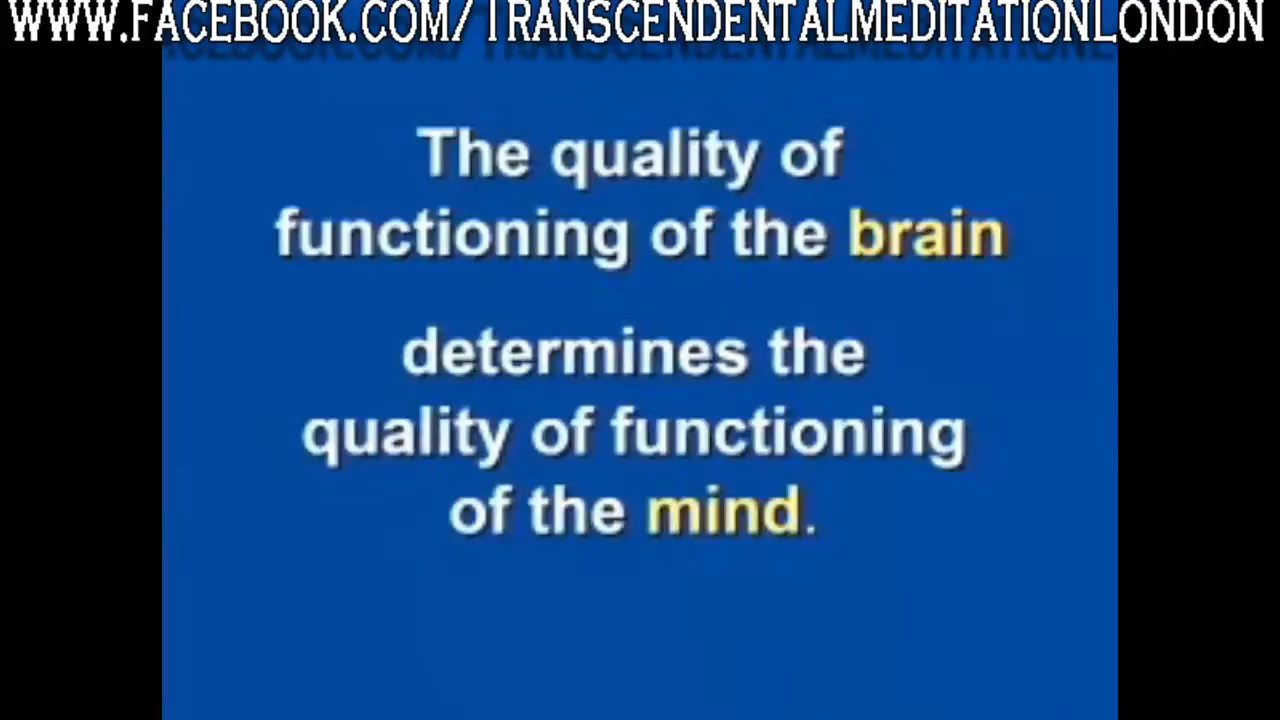 WWW.FACEBOOK.COM/TRANSCENDENTALMEDITATIONLONDON
The quality of
functioning of the brain
determines the
quality of functioning
of the mind.